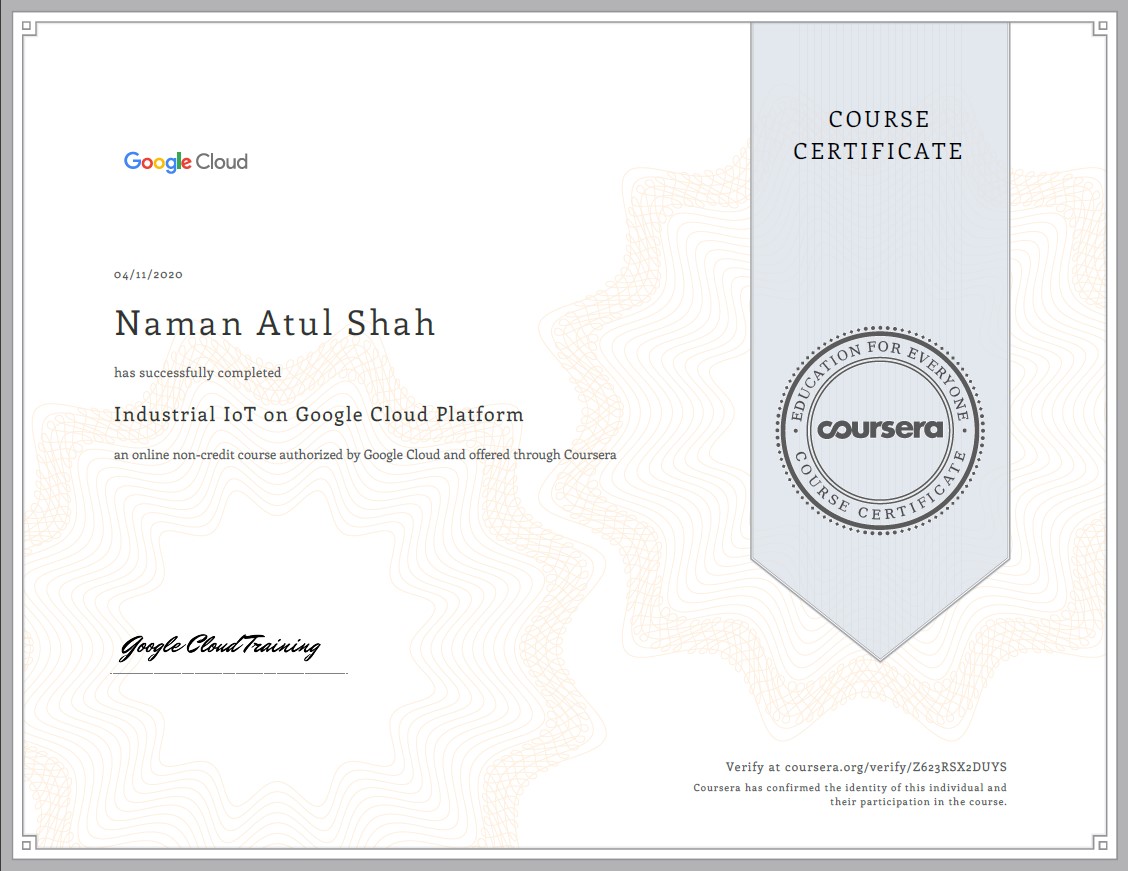 COURSE
CERTIFICATE
Google Cloud
04/11/2020
Naman Atul Shah
has successfully completed
Industrial IoT on Google Cloud Platform
an online non-credit course authorized by Google Cloud and offered through Coursera
EDUCATION FOR EVERYONE
coursera
COURSE CERTIFICATE
Google Cloud Training
Verify at coursera.org/verify/Z623RSX2DUYS
Coursera has confirmed the identity of this individual and
their participation in the course.